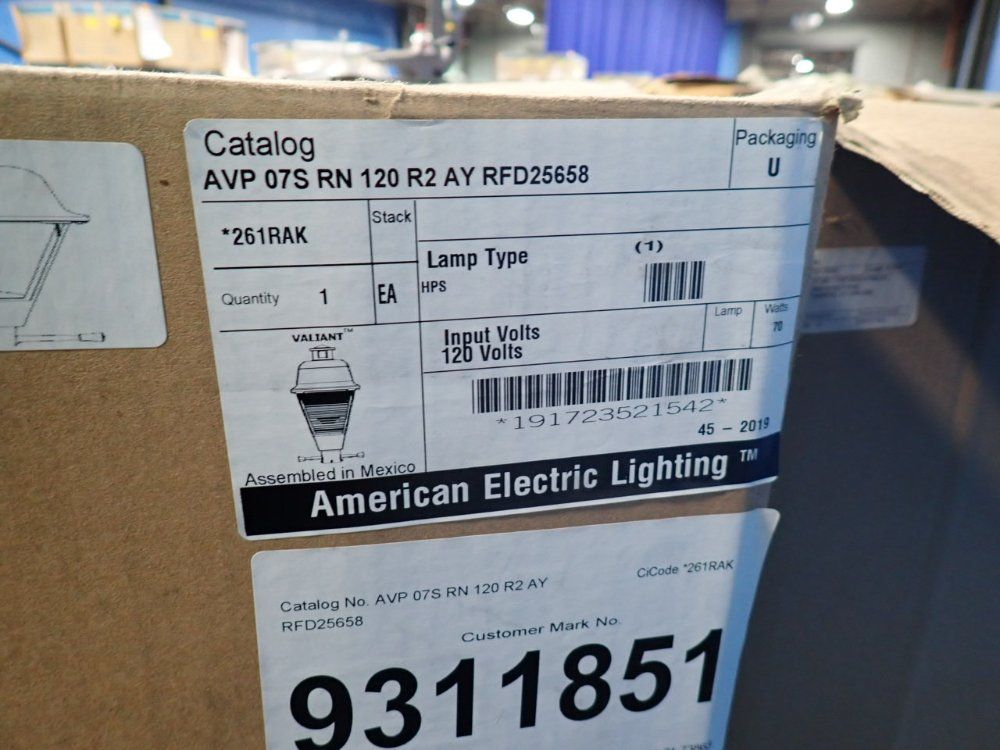 Catalog
AVP 07S RN 120 R2 AY RFD25658
Packaging
U
*261RAK
Stack
Quantity 1 EA
Lamp Type
HPS
(1)
Input Volts
120 Volts
Lamp
Watts
70
VALIANT™
*191723521542*
45 - 2019
Assembled in Mexico
American Electric Lighting ™
Catalog No. AVP 07S RN 120 R2 AY
RFD25658
CiCode *261RAK
Customer Mark No.
9311851